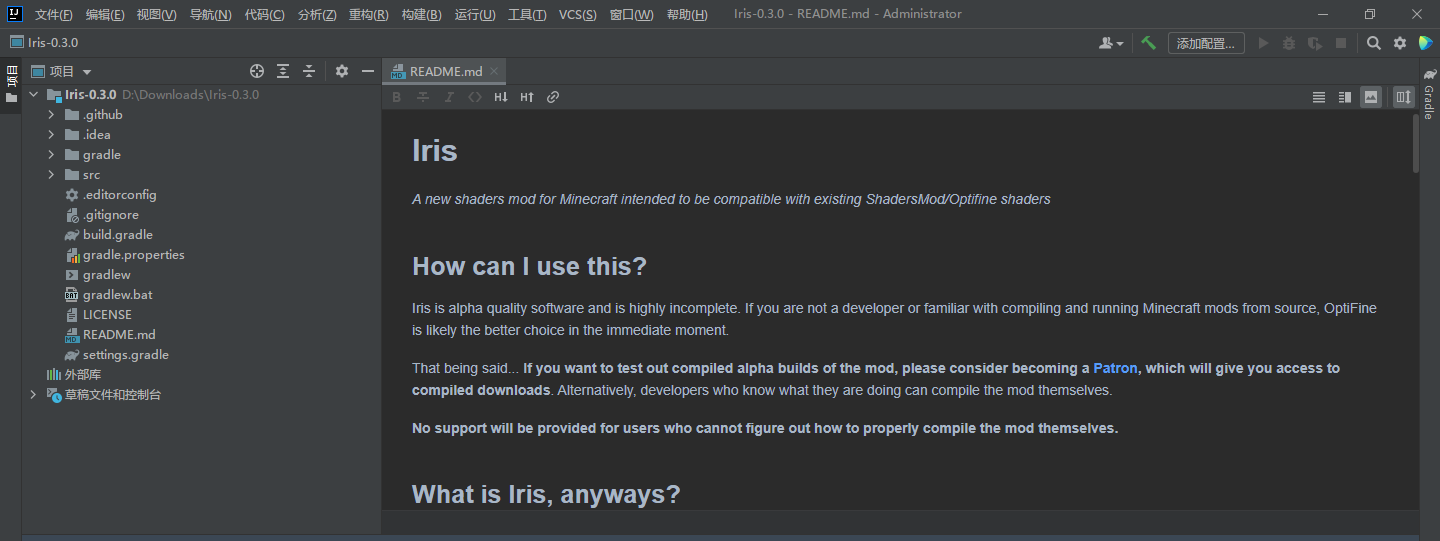 IJ 文件(F) 编辑(E) 视图(V) 导航(N) 代码(C) 分析(Z) 重构(R) 构建(B) 运行(U) 工具(T) VCS(S) 窗口(W) 帮助(H) Iris-0.3.0 - README.md - Administrator
Iris-0.3.0 添加配置...
项目
项目
README.md
Gradle
Iris-0.3.0 D:\Downloads\Iris-0.3.0
.github
.idea
gradle
src
.editorconfig
.gitignore
build.gradle
gradle.properties
gradlew
gradlew.bat
LICENSE
README.md
settings.gradle
外部库
草稿文件和控制台
Iris
A new shaders mod for Minecraft intended to be compatible with existing ShadersMod/Optifine shaders
How can I use this?
Iris is alpha quality software and is highly incomplete. If you are not a developer or familiar with compiling and running Minecraft mods from source, OptiFine
is likely the better choice in the immediate moment.
That being said... If you want to test out compiled alpha builds of the mod, please consider becoming a Patron, which will give you access to
compiled downloads. Alternatively, developers who know what they are doing can compile the mod themselves.
No support will be provided for users who cannot figure out how to properly compile the mod themselves.
What is Iris, anyways?